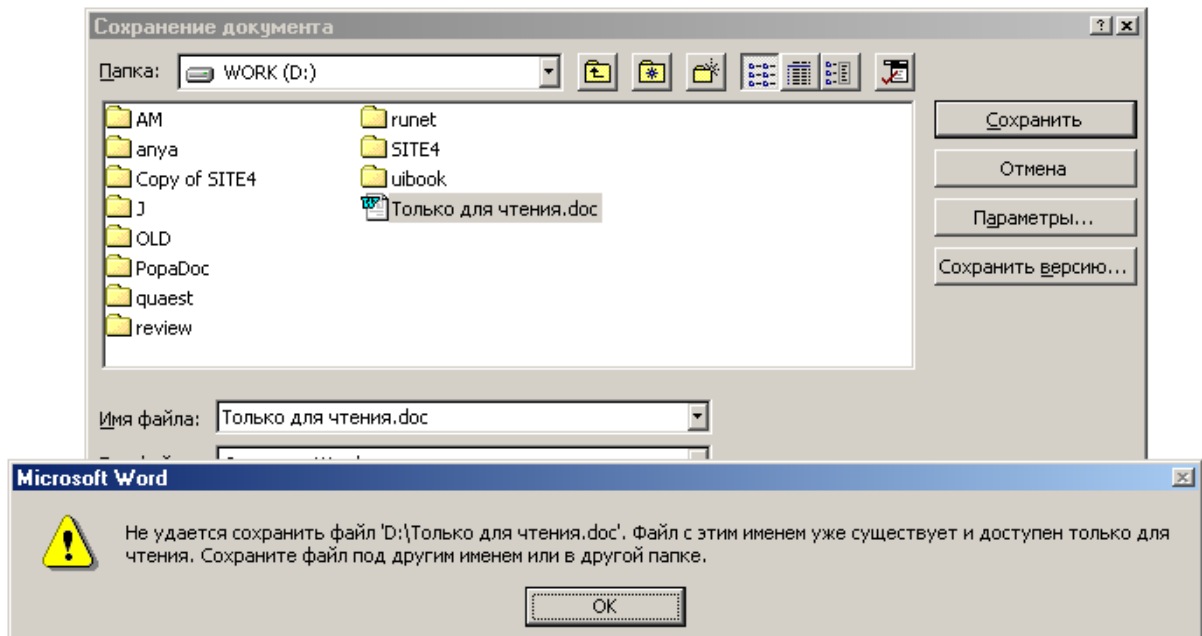 Сохранение документа
Папка: WORK (D:)
AM
anya
Copy of SITE4
J
OLD
PopaDoc
quaest
review
runet
SITE4
uibook
Только для чтения.doc
Сохранить
Отмена
Параметры...
Сохранить версию...
Имя файла: Только для чтения.doc
Microsoft Word
Не удается сохранить файл 'D:\Только для чтения.doc'. Файл с этим именем уже существует и доступен только для
чтения. Сохраните файл под другим именем или в другой папке.
OK